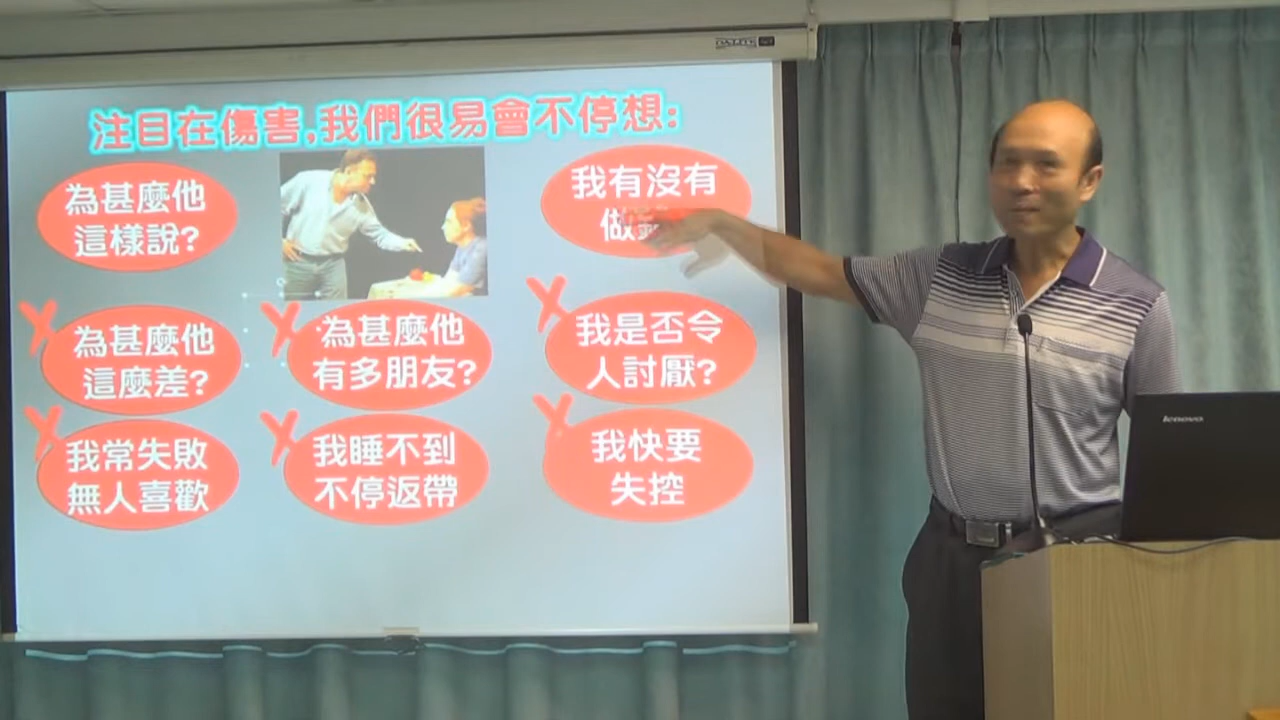 注目在傷害,我們很易會不停想:
為甚麼他
這樣說?
我有沒有
做
為甚麼他
這麼差?
為甚麼他
有多朋友?
我是否令
人討厭?
我常失敗
無人喜歡
我睡不到
不停返帶
我快要
失控
lenovo